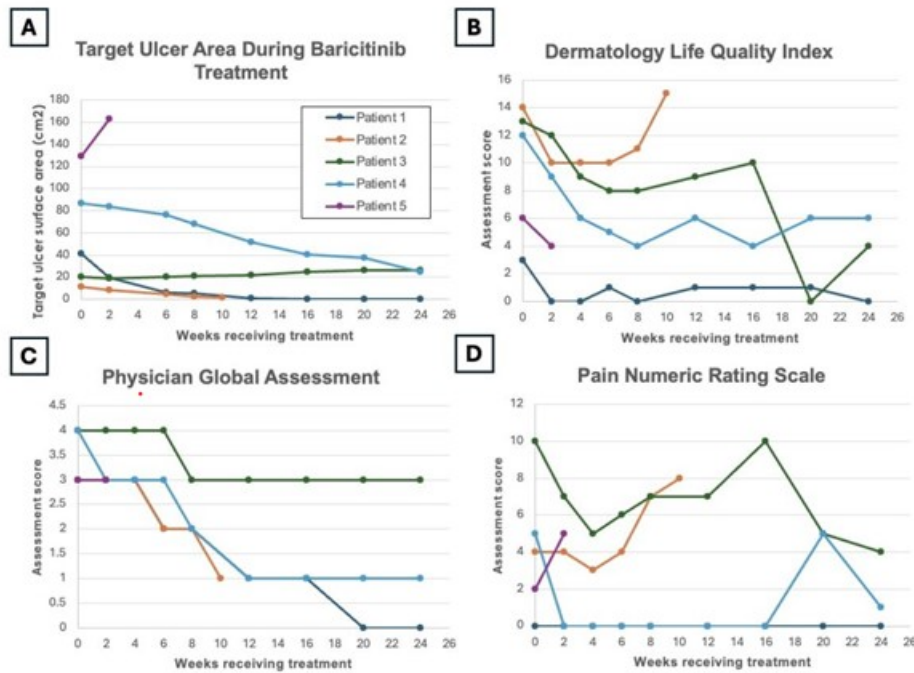 A
Target Ulcer Area During Baricitinib
Treatment
Target ulcer surface area (cm2)
180
160
140
120
100
80
60
40
20
0
Patient 1
Patient 2
Patient 3
Patient 4
Patient 5
0 2 4 6 8 10 12 14 16 18 20 22 24 26
Weeks receiving treatment
B
Dermatology Life Quality Index
Assessment score
16
14
12
10
8
6
4
2
0
0 2 4 6 8 10 12 14 16 18 20 22 24 26
Weeks receiving treatment
C
Physician Global Assessment
Assessment score
4.5
4
3.5
3
2.5
2
1.5
1
0.5
0
0 2 4 6 8 10 12 14 16 18 20 22 24 26
Weeks receiving treatment
D
Pain Numeric Rating Scale
Assessment score
12
10
8
6
4
2
0
0 2 4 6 8 10 12 14 16 18 20 22 24 26
Weeks receiving treatment